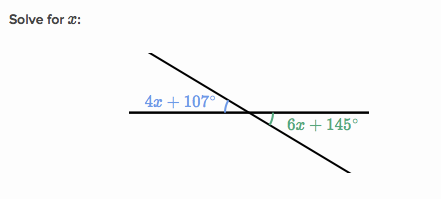 Solve for x:
4x + 107°
6x + 145°